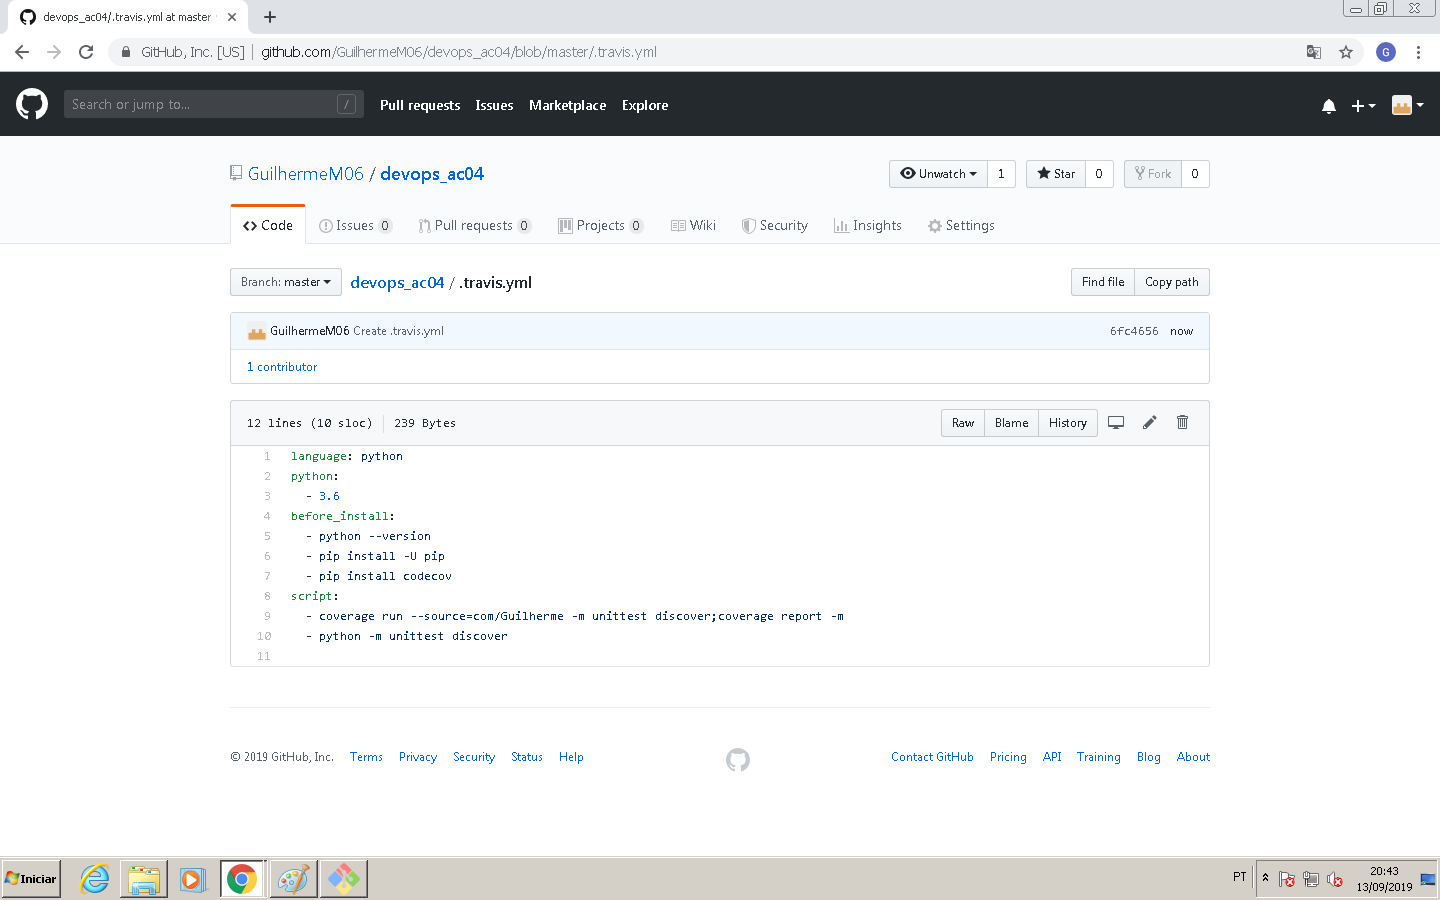 devops_ac04/.travis.yml at master
GitHub, Inc. [US] | github.com/GuilhermeM06/devops_ac04/blob/master/.travis.yml
G
Search or jump to... /
Pull requests Issues Marketplace Explore
GuilhermeM06 / devops_ac04
Unwatch 1 Star 0 Fork 0
Code Issues 0 Pull requests 0 Projects 0 Wiki Security Insights Settings
Branch: master devops_ac04 / .travis.yml Find file Copy path
GuilhermeM06 Create .travis.yml 6fc4656 now
1 contributor
12 lines (10 sloc) 239 Bytes Raw Blame History
1 language: python
2 python:
3 - 3.6
4 before_install:
5 - python --version
6 - pip install -U pip
7 - pip install codecov
8 script:
9 - coverage run --source=com/Guilherme -m unittest discover;coverage report -m
10 - python -m unittest discover
11
© 2019 GitHub, Inc. Terms Privacy Security Status Help Contact GitHub Pricing API Training Blog About
Iniciar PT 20:43
13/09/2019